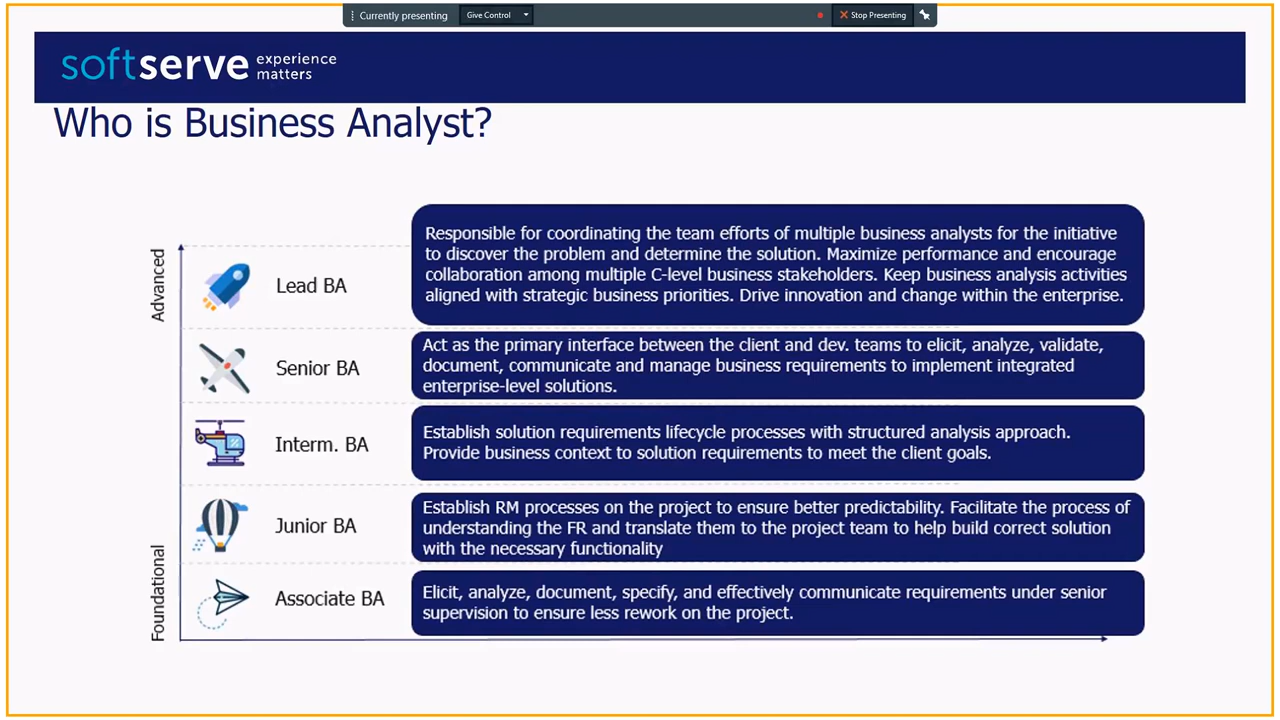 Currently presenting
Give Control
Stop Presenting
softserve experience
matters
Who is Business Analyst?
Advanced
Foundational
Lead BA
Responsible for coordinating the team efforts of multiple business analysts for the initiative
to discover the problem and determine the solution. Maximize performance and encourage
collaboration among multiple C-level business stakeholders. Keep business analysis activities
aligned with strategic business priorities. Drive innovation and change within the enterprise.
Senior BA
Act as the primary interface between the client and dev. teams to elicit, analyze, validate,
document, communicate and manage business requirements to implement integrated
enterprise-level solutions.
Interm. BA
Establish solution requirements lifecycle processes with structured analysis approach.
Provide business context to solution requirements to meet the client goals.
Junior BA
Establish RM processes on the project to ensure better predictability. Facilitate the process of
understanding the FR and translate them to the project team to help build correct solution
with the necessary functionality
Associate BA
Elicit, analyze, document, specify, and effectively communicate requirements under senior
supervision to ensure less rework on the project.